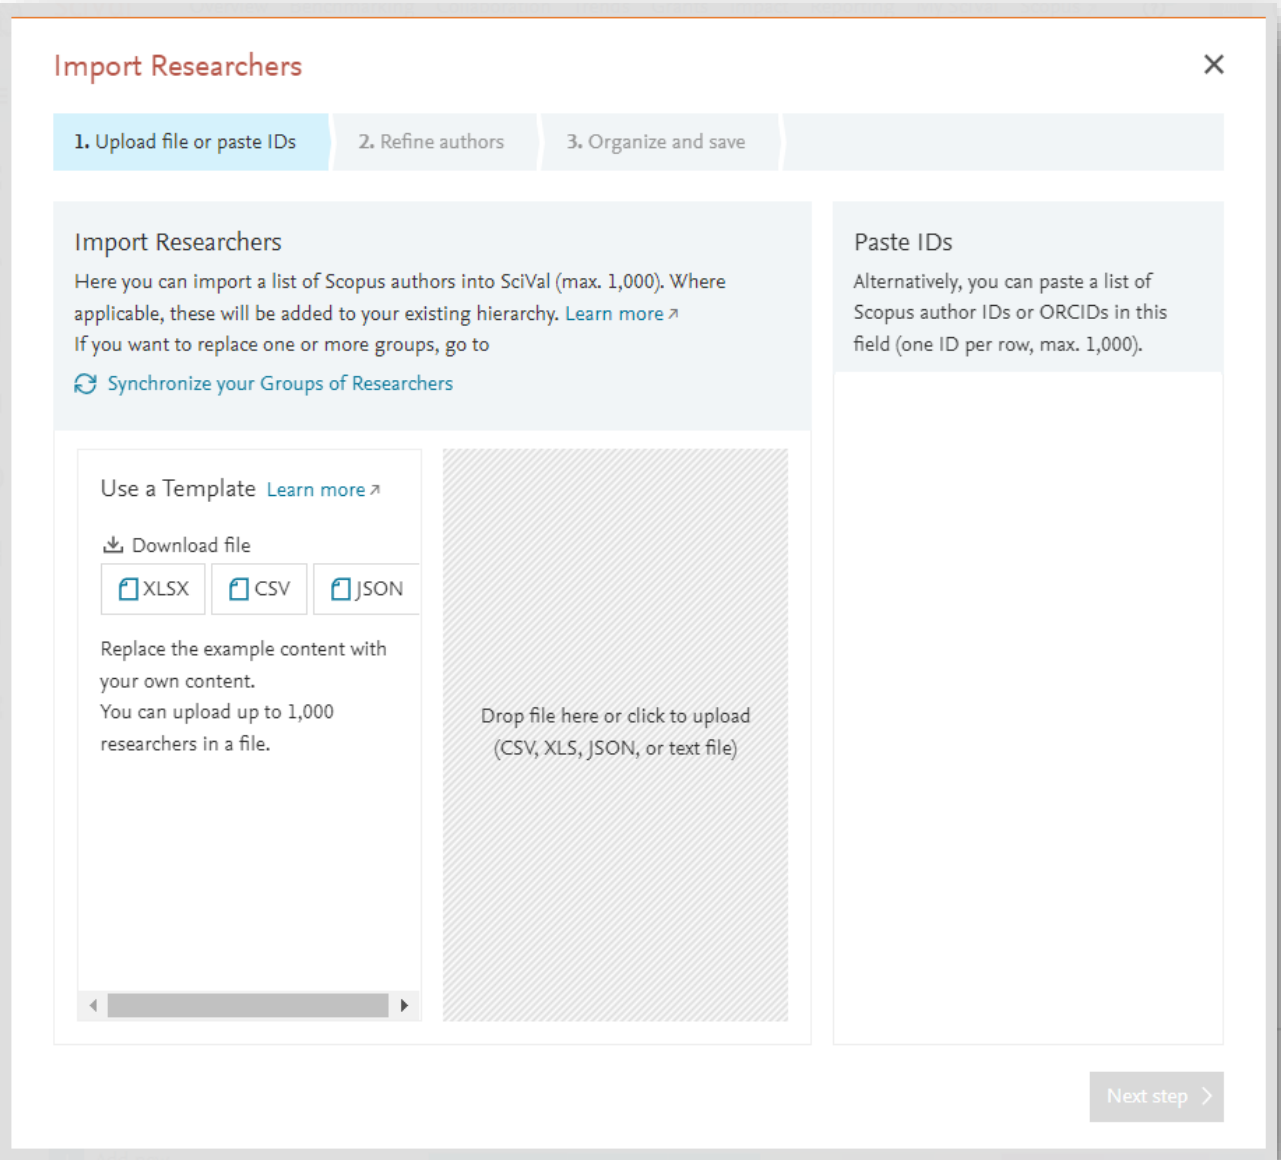 Import Researchers
1. Upload file or paste IDs
2. Refine authors
3. Organize and save
Import Researchers
Here you can import a list of Scopus authors into SciVal (max. 1,000). Where
applicable, these will be added to your existing hierarchy. Learn more
If you want to replace one or more groups, go to
Synchronize your Groups of Researchers
Use a Template Learn more
Download file
XLSX CSV JSON
Replace the example content with
your own content.
You can upload up to 1,000
researchers in a file.
Drop file here or click to upload
(CSV, XLS, JSON, or text file)
Paste IDs
Alternatively, you can paste a list of
Scopus author IDs or ORCIDs in this
field (one ID per row, max. 1,000).
Next step